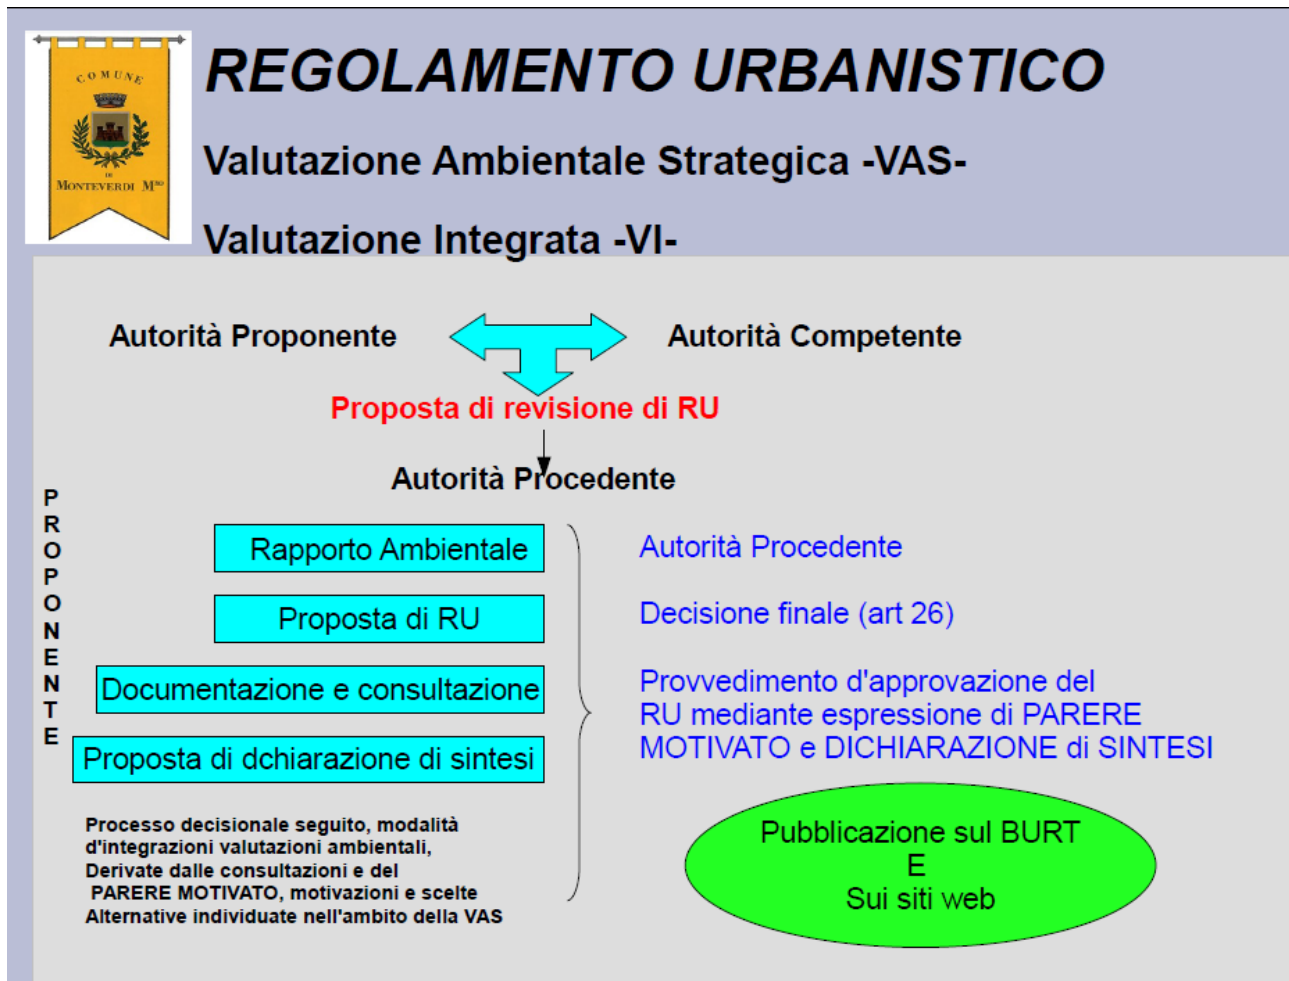 COMUNE
DI
MONTEVERDI Mmo
REGOLAMENTO URBANISTICO
Valutazione Ambientale Strategica -VAS-
Valutazione Integrata -VI-
Autorità Proponente
Autorità Competente
Proposta di revisione di RU
Autorità Procedente
PROPONENTE
Rapporto Ambientale
Proposta di RU
Documentazione e consultazione
Proposta di dchiarazione di sintesi
Processo decisionale seguito, modalità
d'integrazioni valutazioni ambientali,
Derivate dalle consultazioni e del
PARERE MOTIVATO, motivazioni e scelte
Alternative individuate nell'ambito della VAS
Autorità Procedente
Decisione finale (art 26)
Provvedimento d'approvazione del
RU mediante espressione di PARERE
MOTIVATO e DICHIARAZIONE di SINTESI
Pubblicazione sul BURT
E
Sui siti web